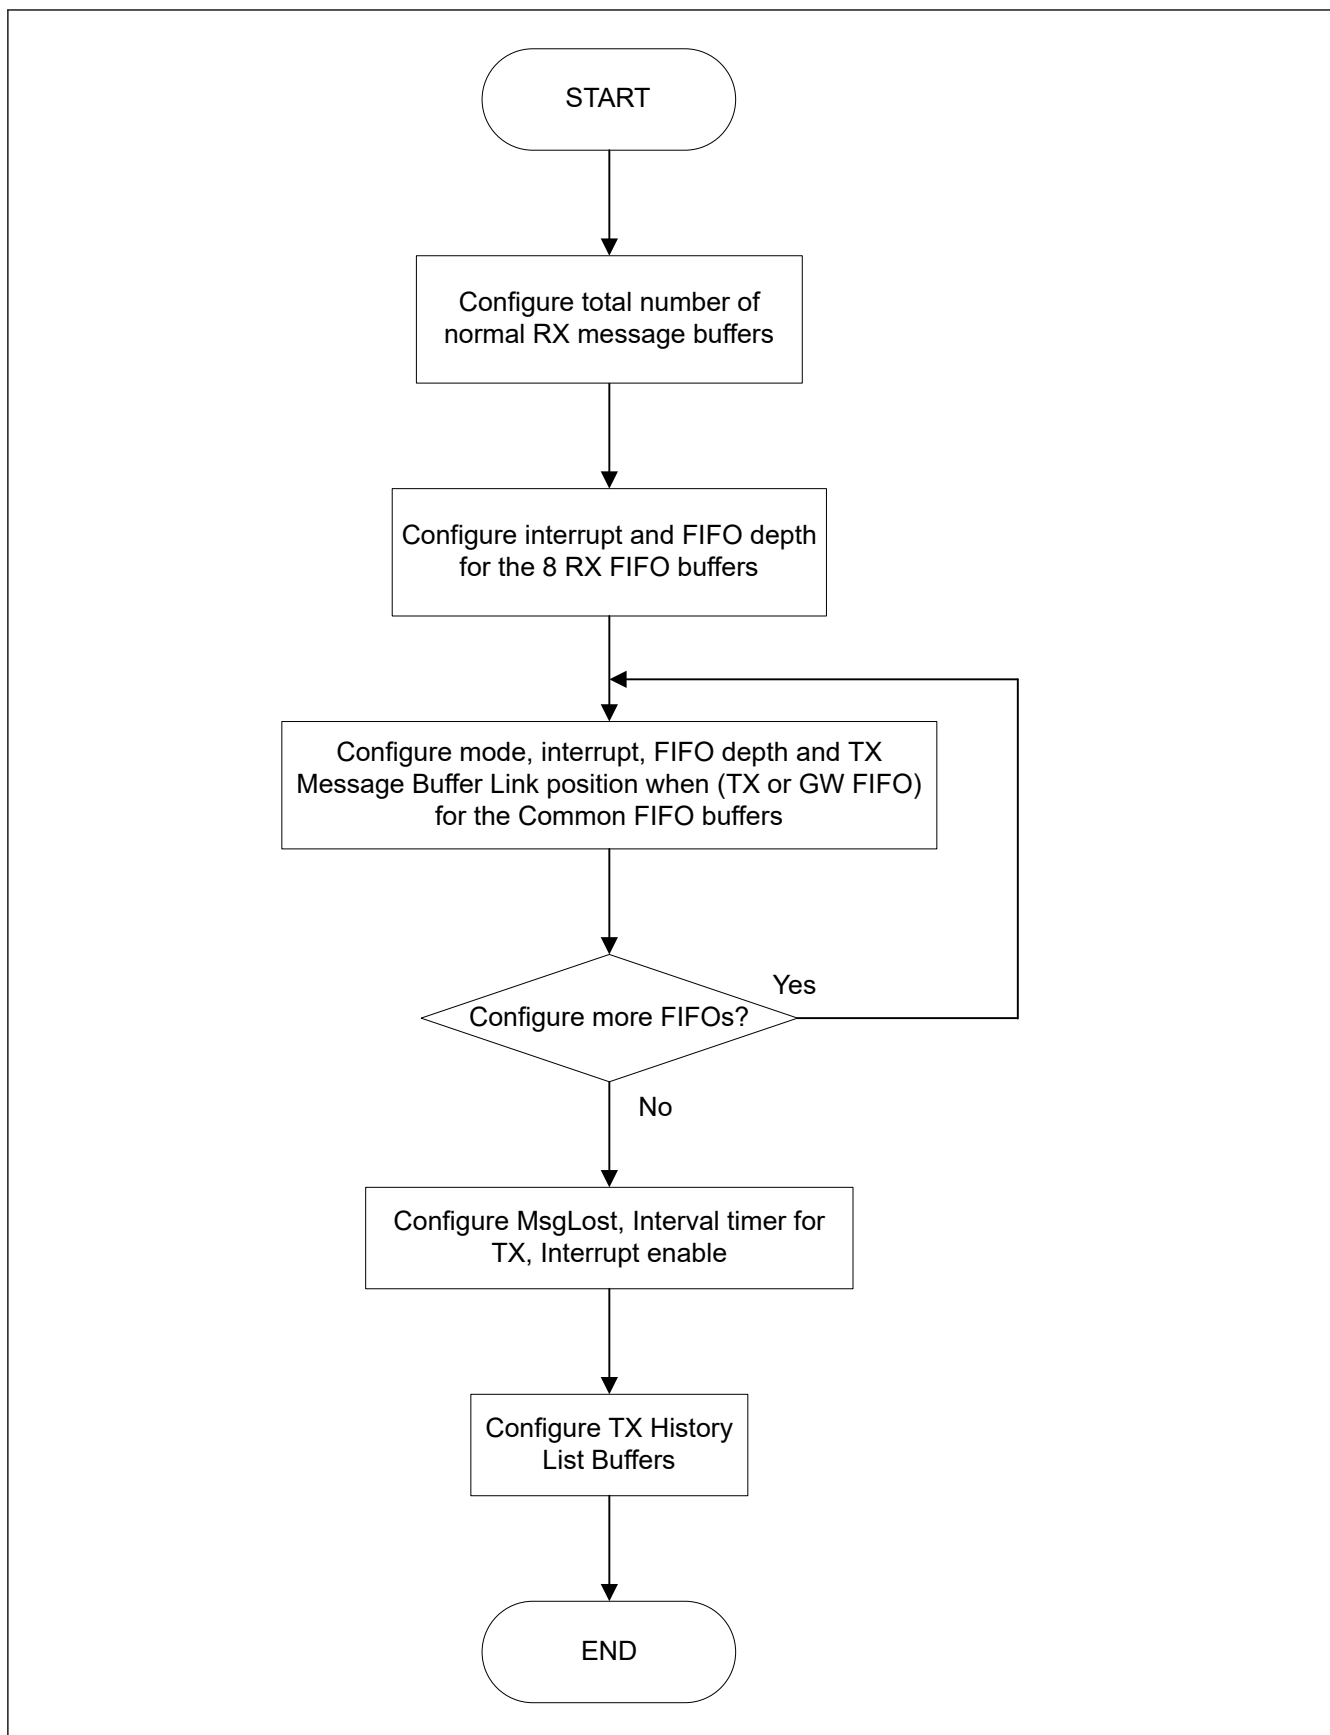 START
Configure total number of
normal RX message buffers
Configure interrupt and FIFO depth
for the 8 RX FIFO buffers
Configure mode, interrupt, FIFO depth and TX
Message Buffer Link position when (TX or GW FIFO)
for the Common FIFO buffers
Yes
Configure more FIFOs?
No
Configure MsgLost, Interval timer for
TX, Interrupt enable
Configure TX History
List Buffers
END